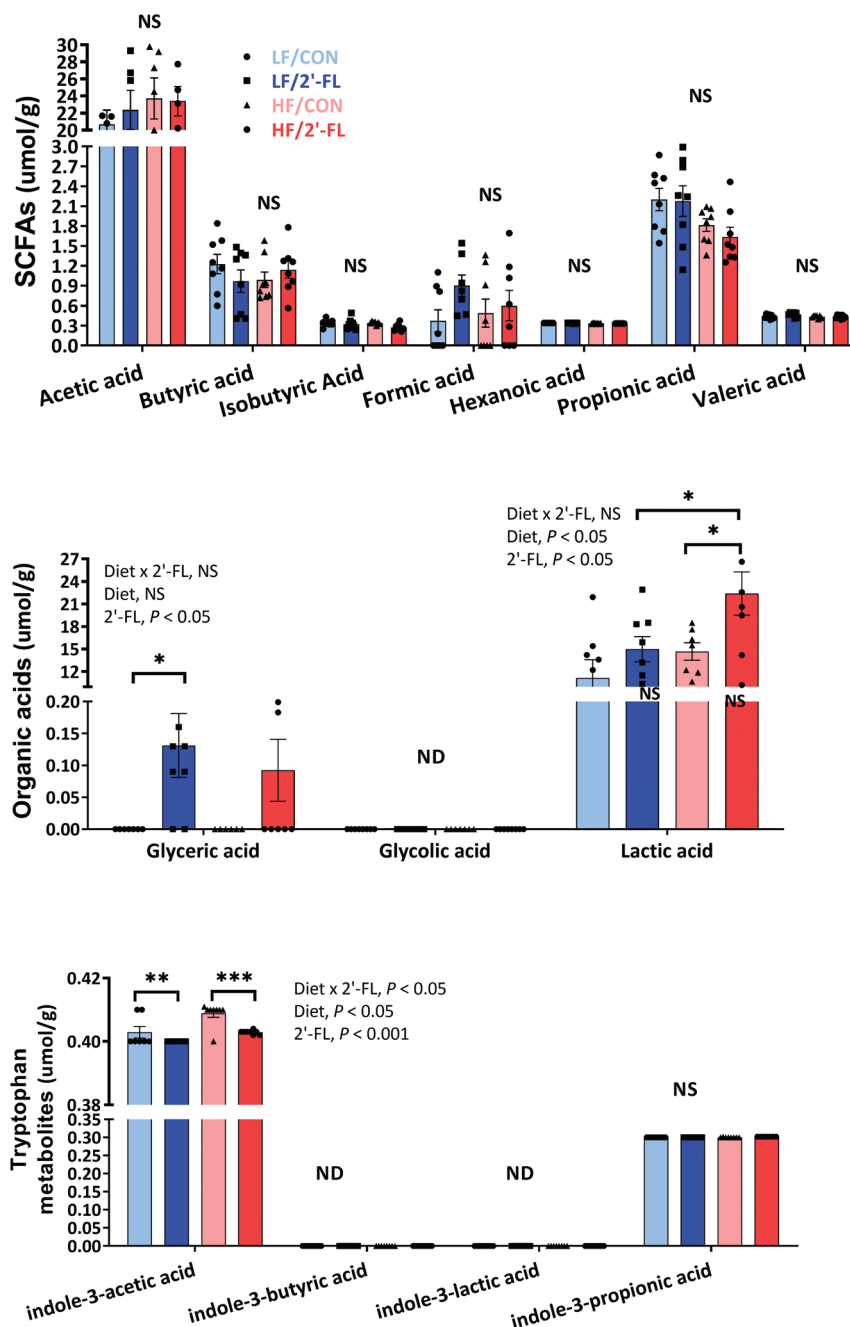 NS
LF/CON
LF/2'-FL
HF/CON
HF/2'-FL
NS
NS
NS
NS
NS
NS
SCFAs (umol/g)
30
28
26
24
22
20
3.0
2.7
2.4
2.1
1.8
1.5
1.2
0.9
0.6
0.3
0.0
Acetic acid
Butyric acid
Isobutyric Acid
Formic acid
Hexanoic acid
Propionic acid
Valeric acid
Organic acids (umol/g)
27
24
21
18
15
12
0.20
0.15
0.10
0.05
0.00
Diet x 2'-FL, NS
Diet, NS
2'-FL, P < 0.05
*
ND
Diet x 2'-FL, NS
Diet, P < 0.05
2'-FL, P < 0.05
*
*
NS
NS
Glyceric acid
Glycolic acid
Lactic acid
Tryptophan
metabolites (umol/g)
0.42
0.40
0.38
0.35
0.30
0.25
0.20
0.15
0.10
0.05
0.00
**
***
Diet x 2'-FL, P < 0.05
Diet, P < 0.05
2'-FL, P < 0.001
ND
ND
NS
indole-3-acetic acid
indole-3-butyric acid
indole-3-lactic acid
indole-3-propionic acid